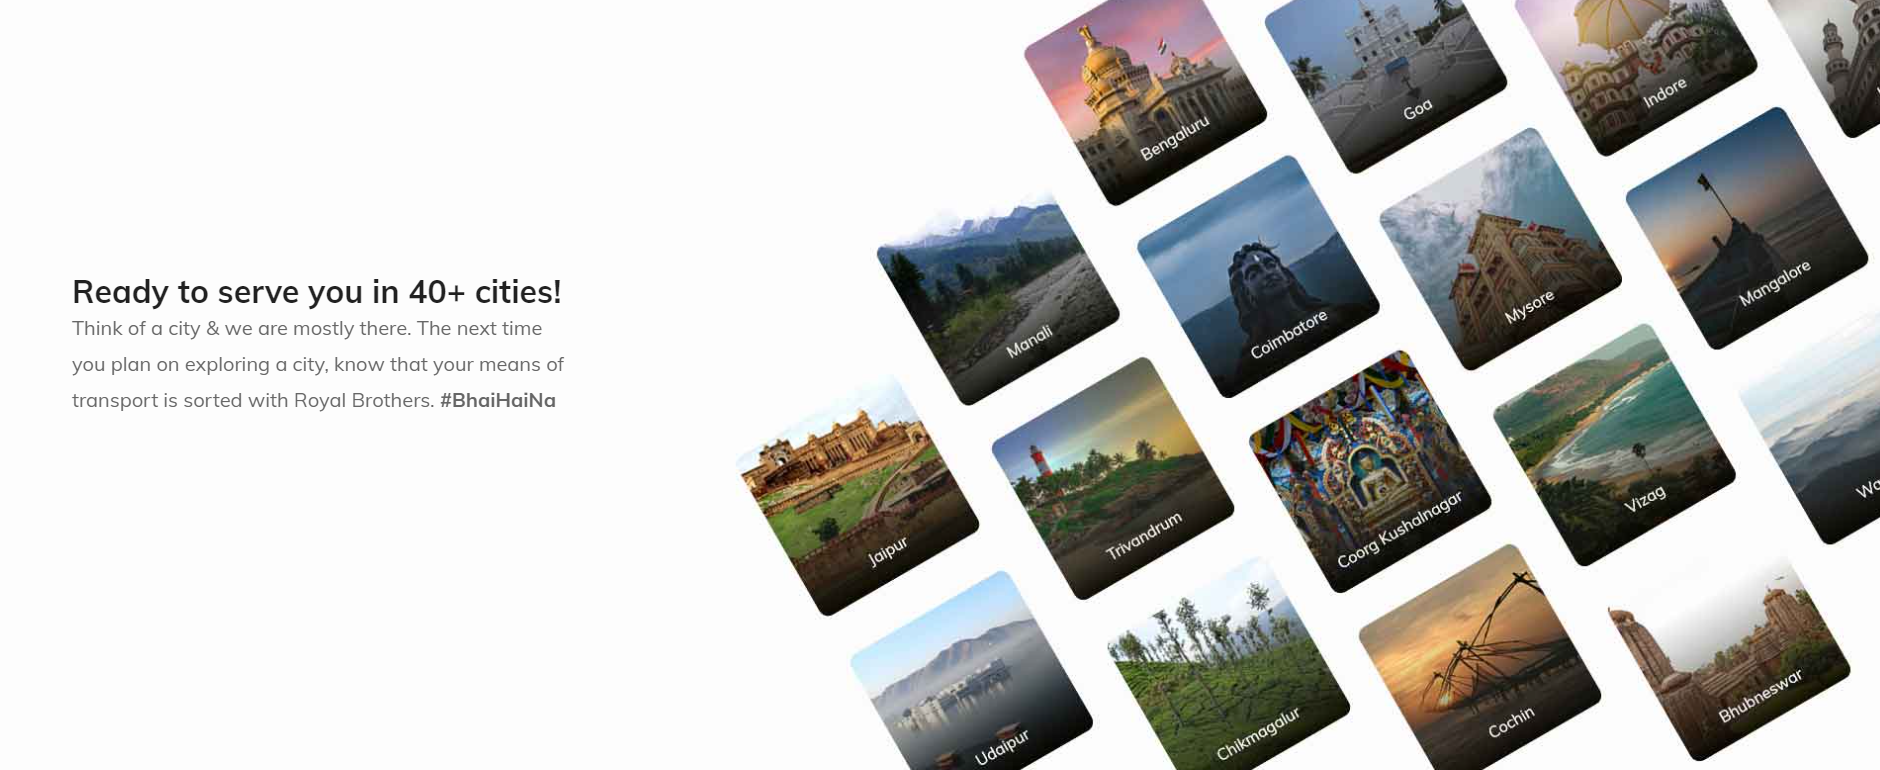 Ready to serve you in 40+ cities!
Think of a city & we are mostly there. The next time
you plan on exploring a city, know that your means of
transport is sorted with Royal Brothers. #BhaiHaiNa
Bengaluru
Goa
Indore
Manali
Coimbatore
Mysore
Mangalore
Jaipur
Trivandrum
Coorg Kushalnagar
Vizag
Udaipur
Chikmagalur
Cochin
Bhubneswar